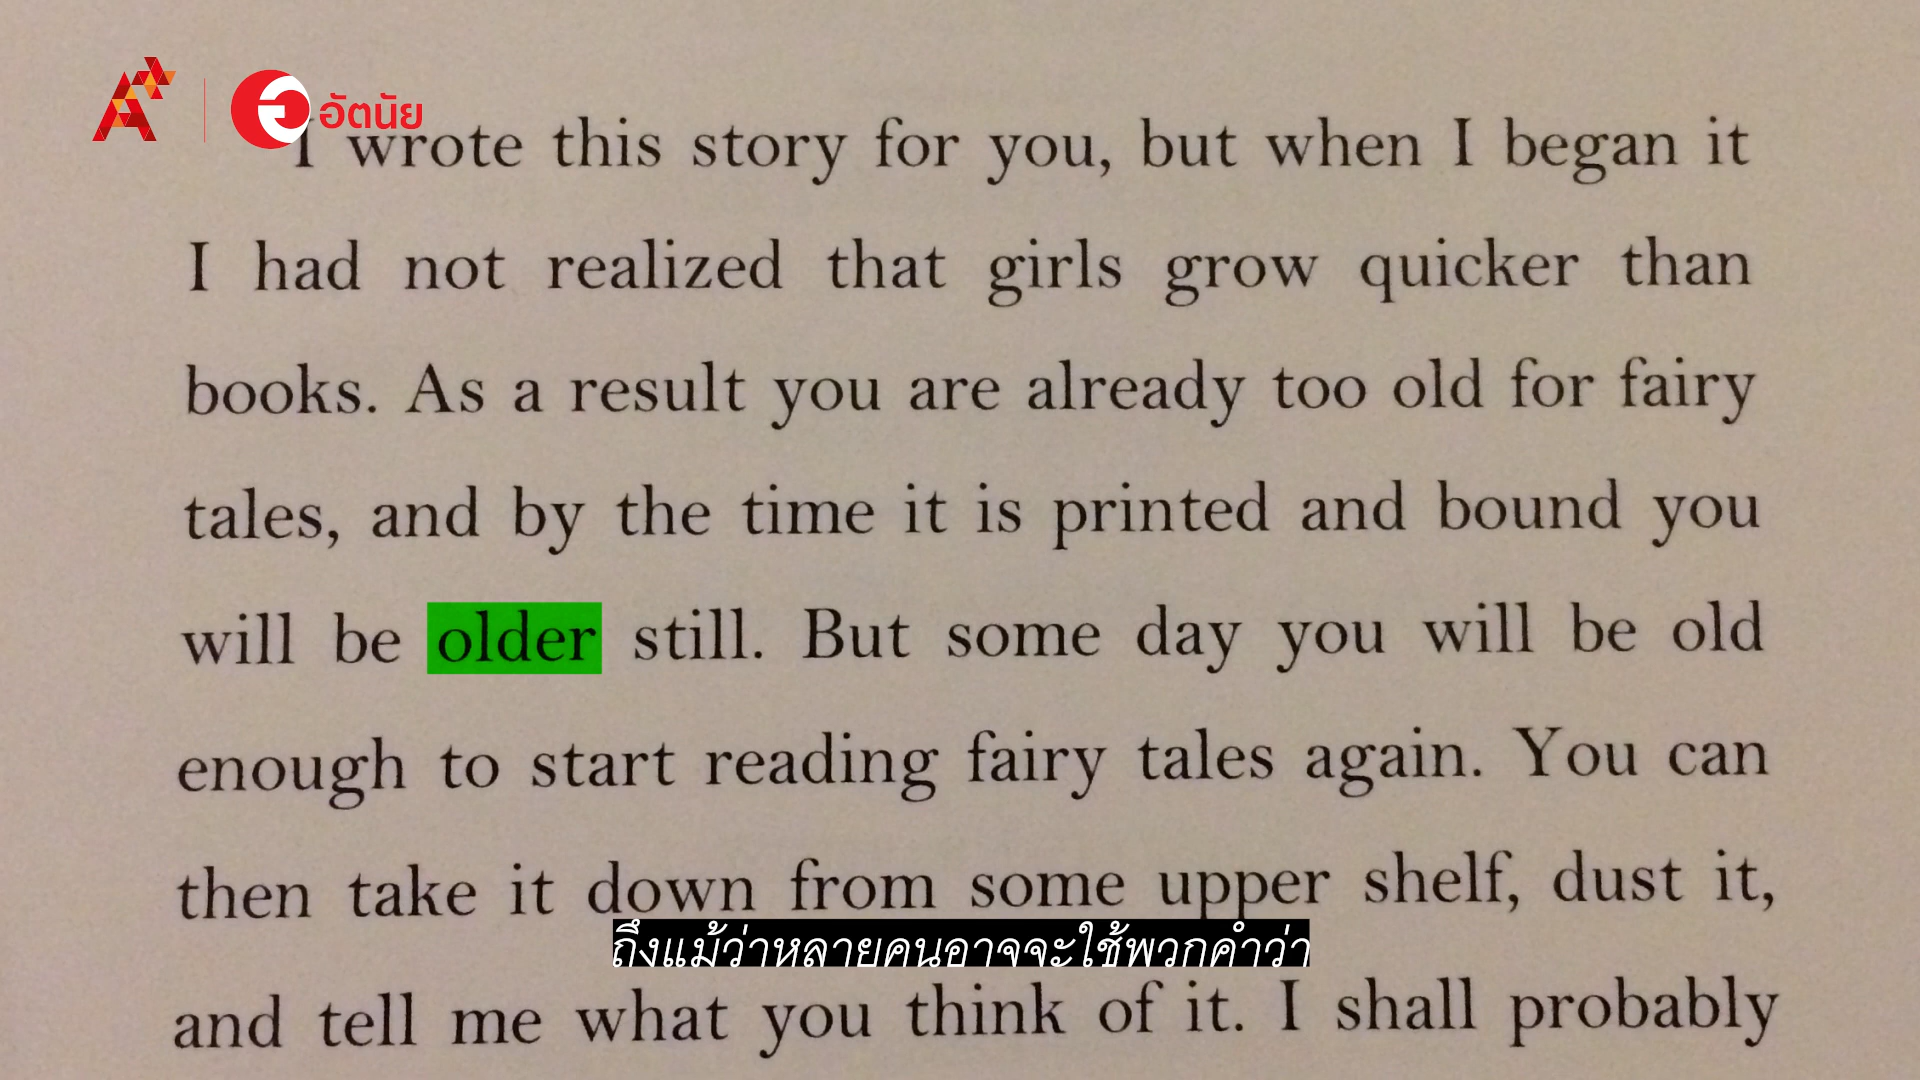 อัตนัย
I wrote this story for you, but when I began it
I had not realized that girls grow quicker than
books. As a result you are already too old for fairy
tales, and by the time it is printed and bound you
will be older still. But some day you will be old
enough to start reading fairy tales again. You can
then take it down from some upper shelf, dust it,
ถึงแม้ว่าหลายคนอาจจะใช้พวกคำว่า
and tell me what you think of it. I shall probably